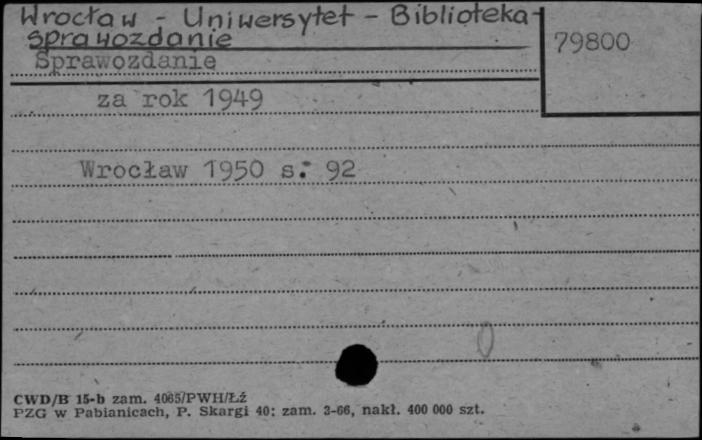 Wrocław - Uniwersytet - Biblioteka-
sprawozdanie
79800
Sprawozdanie
za rok 1949
Wrocław 1950 s. 92
CWD/B 15-b zam. 4065/PWH/Łź
PZG w Pabianicach, P. Skargi 40; zam. 3-66, nakł. 400 000 szt.